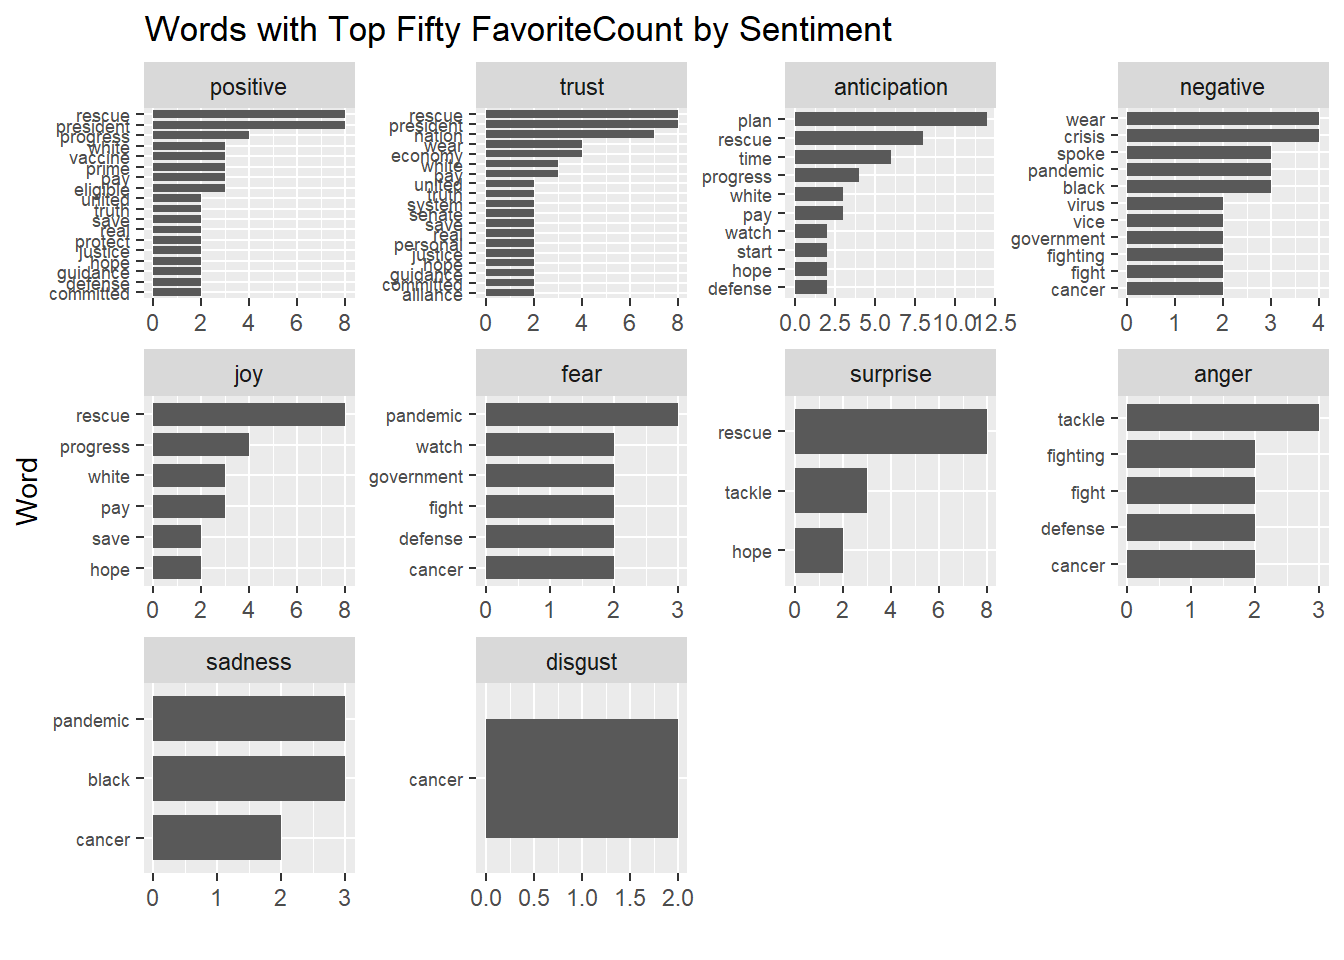 Words with Top Fifty FavoriteCount by Sentiment
Word
positive
rescue
president
progress
white
vaccine
prime
pay
eligible
united
truth
save
real
protect
justice
hope
guidance
defense
committed
0 2 4 6 8
trust
rescue
president
nation
wear
economy
white
pay
united
truth
system
senate
save
real
personal
justice
hope
guidance
committed
alliance
0 2 4 6 8
anticipation
plan
rescue
time
progress
white
pay
watch
start
hope
defense
0.0 2.5 5.0 7.5 10.0 12.5
negative
wear
crisis
spoke
pandemic
black
virus
vice
government
fighting
fight
cancer
0 1 2 3 4
joy
rescue
progress
white
pay
save
hope
0 2 4 6 8
fear
pandemic
watch
government
fight
defense
cancer
0 1 2 3
surprise
rescue
tackle
hope
0 2 4 6 8
anger
tackle
fighting
fight
defense
cancer
0 1 2 3
sadness
pandemic
black
cancer
0 1 2 3
disgust
cancer
0.0 0.5 1.0 1.5 2.0